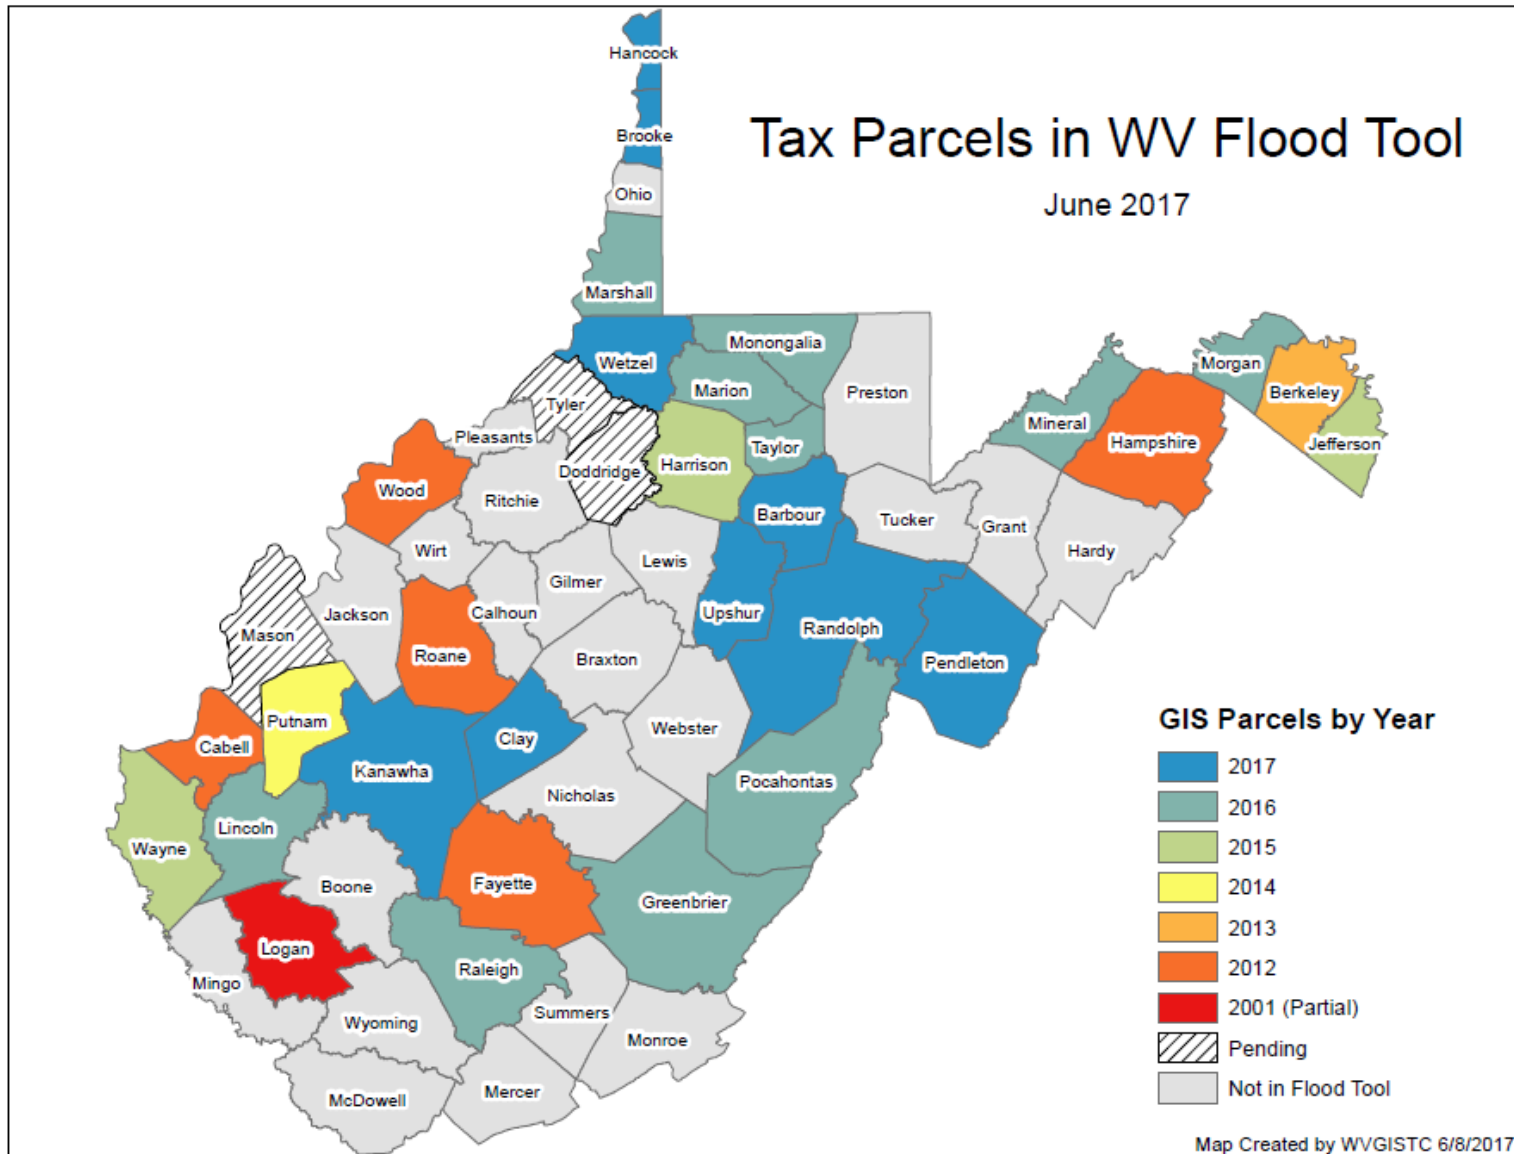 Hancock
Tax Parcels in WV Flood Tool
Brooke
Ohio
June 2017
Marshall
Monongalia
Wetzel
Morgan
Marion
Preston
Berkeley
Tyler
Mineral
Pleasants
Hampshire
Jefferson
Taylor
Doddridge
Harrison
Wood
Ritchie
Barbour
Tucker
Grant
Wirt
Hardy
Lewis
Gilmer
Jackson
Calhoun
Upshur
Mason
Randolph
Roane
Braxton
Pendleton
Putnam
Webster
Clay
Cabell
Kanawha
Pocahontas
Nicholas
Lincoln
Wayne
Boone
Fayette
Greenbrier
Logan
Raleigh
Mingo
Summers
Wyoming
Monroe
Mercer
McDowell
GIS Parcels by Year
2017
2016
2015
2014
2013
2012
2001 (Partial)
Pending
Not in Flood Tool
Map Created by WVGISTC 6/8/2017